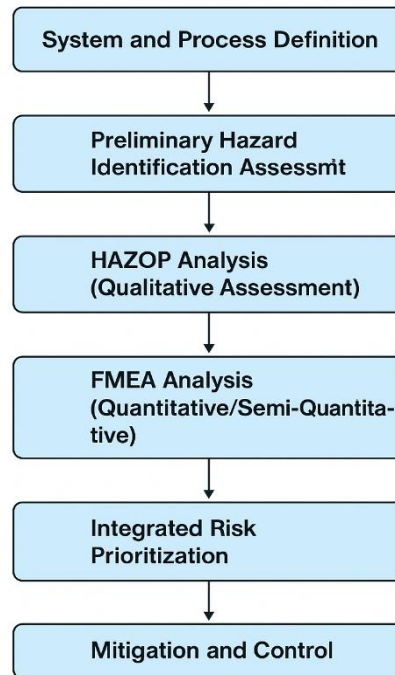 System and Process Definition
Preliminary Hazard
Identification Assessmt
HAZOP Analysis
(Qualitative Assessment)
FMEA Analysis
(Quantitative/Semi-Quantita-
tive)
Integrated Risk
Prioritization
Mitigation and Control